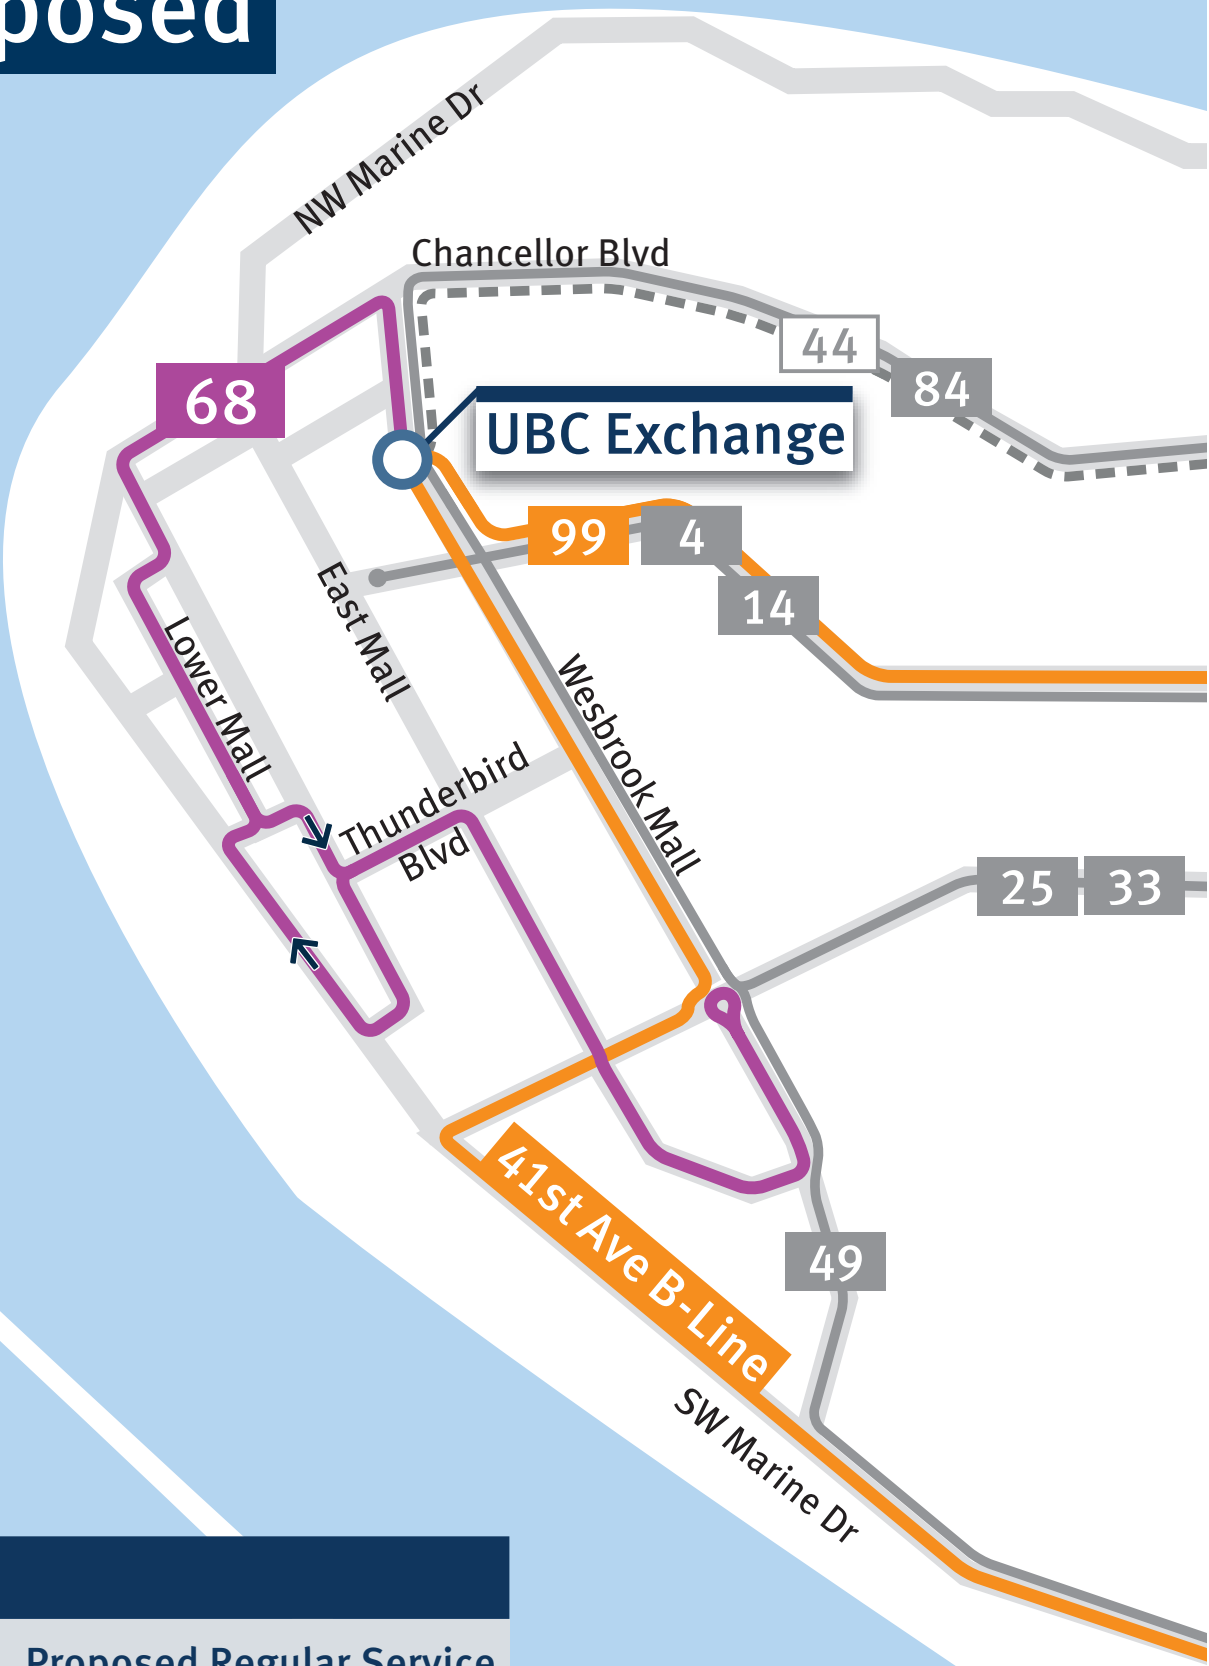 posed
NW Marine Dr
Chancellor Blvd
44
84
68
UBC Exchange
99
4
14
East Mall
Lower Mall
Wesbrook Mall
Thunderbird
Blvd
25
33
41st Ave B-Line
49
SW Marine Dr
Proposed Regular Service